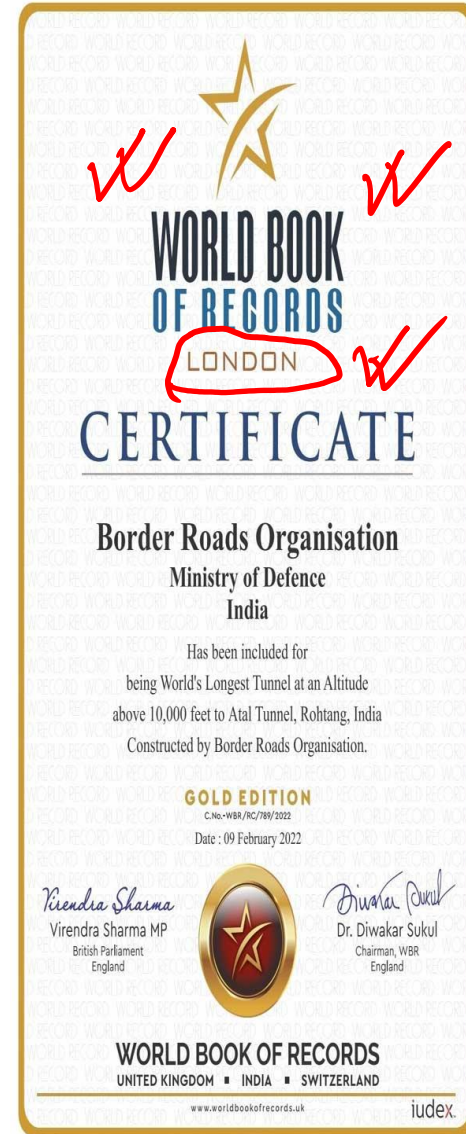 WORLD BOOK
OF RECORDS
LONDON
CERTIFICATE
Border Roads Organisation
Ministry of Defence
India
Has been included for
being World's Longest Tunnel at an Altitude
above 10,000 feet to Atal Tunnel, Rohtang, India
Constructed by Border Roads Organisation.
GOLD EDITION
C.No.-WBR/RC/789/2022
Date : 09 February 2022
Virendra Sharma
Virendra Sharma MP
British Parliament
England
Diwakar Sukul
Dr. Diwakar Sukul
Chairman, WBR
England
WORLD BOOK OF RECORDS
UNITED KINGDOM ▪ INDIA ▪ SWITZERLAND
www.worldbookofrecords.uk
iudex.